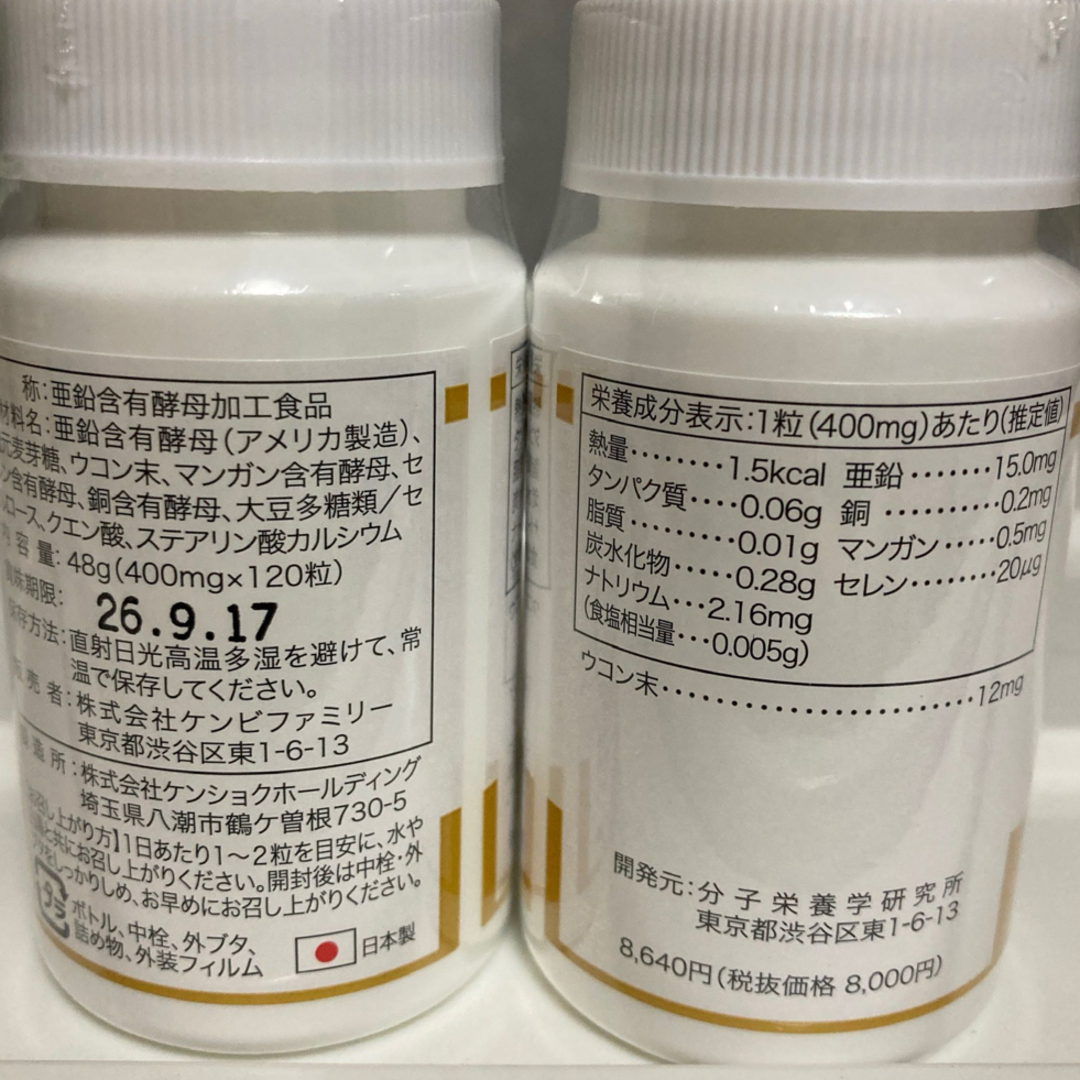 称:亜鉛含有酵母加工食品
材料名:亜鉛含有酵母(アメリカ製造)、
元麦芽糖、ウコン末、マンガン含有酵母、セ
ン含有酵母、銅含有酵母、大豆多糖類/セ
ロース、クエン酸、ステアリン酸カルシウム
内容量:48g(400mg×120粒)
味期限:
26.9.17
保存方法:直射日光高温多湿を避けて、常
温で保存してください。
販売者:株式会社ケンビファミリー
東京都渋谷区東1-6-13
造所:株式会社ケンショクホールディング
埼玉県八潮市鶴ケ曽根730-5
召し上がり方】1日あたり1〜2粒を目安に、水や
と共にお召し上がりください。開封後は中栓・外
をしっかりしめ、お早めにお召し上がりください。
プラ
ボトル、中栓、外ブタ、
詰め物、外装フィルム
日本製
栄養成分表示:1粒(400mg)あたり(推定値)
熱量········1.5kcal 亜鉛·······15.0mg
タンパク質····0.06g 銅··········0.2mg
脂質········0.01g マンガン·····0.5mg
炭水化物·····0.28g セレン········20μg
ナトリウム···2.16mg
(食塩相当量···0.005g)
ウコン末······························12mg
開発元:分子栄養学研究所
東京都渋谷区東1-6-13
8,640円(税抜価格 8,000円)